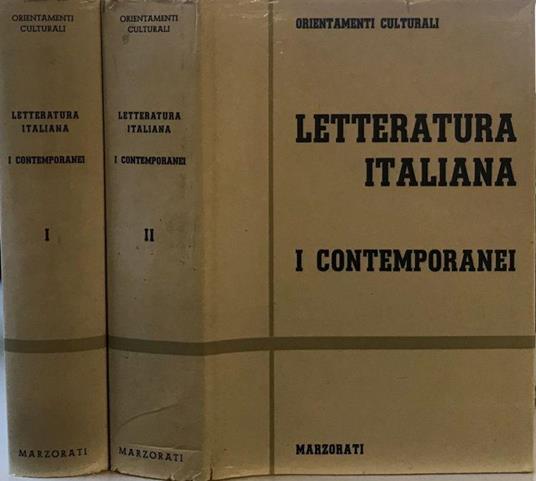 ORIENTAMENTI
CULTURALI
LETTERATURA
ITALIANA
I CONTEMPORANEI
I
MARZORATI
ORIENTAMENTI
CULTURALI
LETTERATURA
ITALIANA
I CONTEMPORANEI
II
MARZORATI
ORIENTAMENTI CULTURALI
LETTERATURA
ITALIANA
I CONTEMPORANEI
MARZORATI